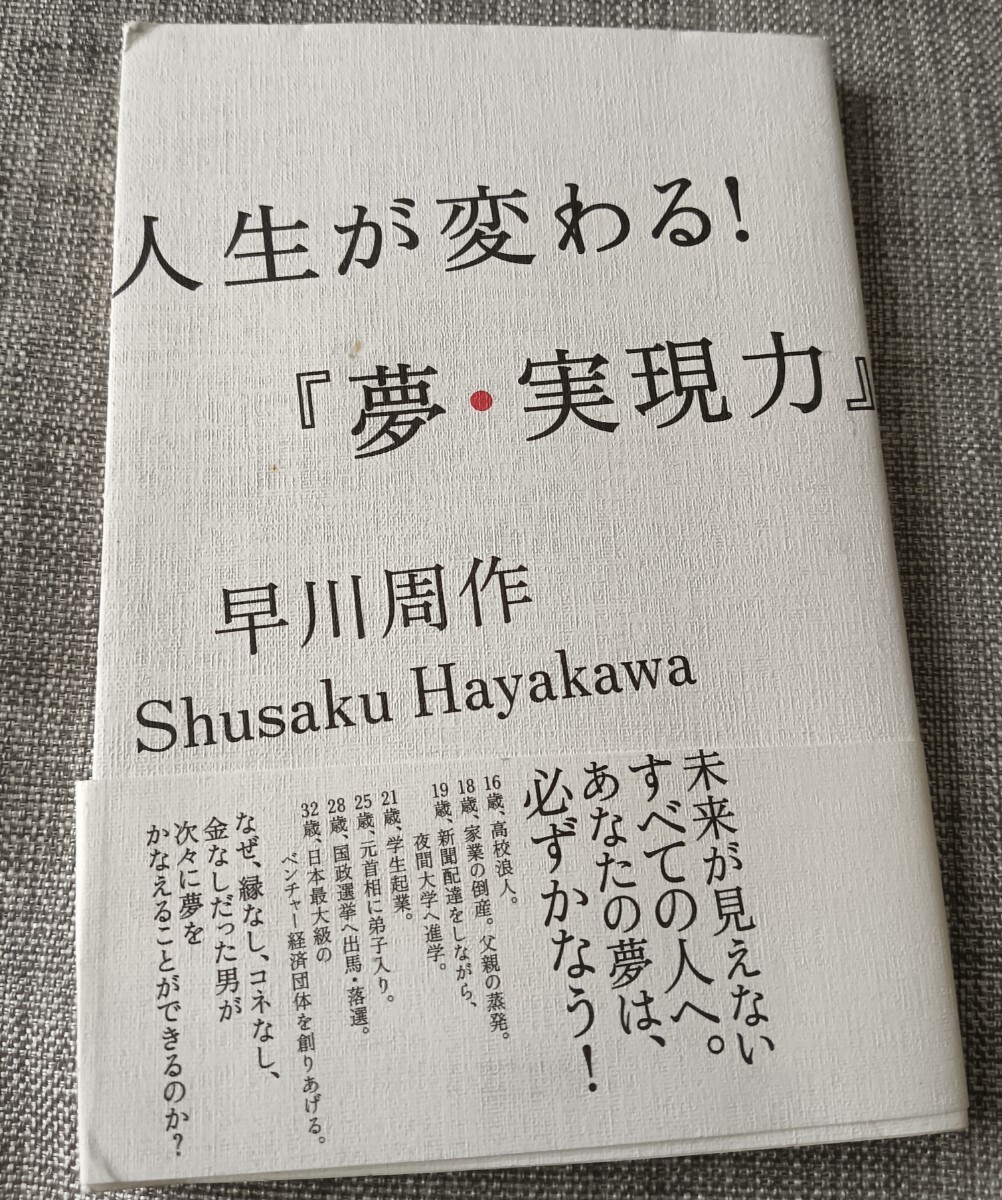 人生が変わる!
『夢・実現力』
早川周作
Shusaku Hayakawa
未来が見えない
すべての人へ。
あなたの夢は、
必ずかなう!
16歳、高校浪人。
18歳、家業の倒産。父親の蒸発。
19歳、新聞配達をしながら、
夜間大学へ進学。
21歳、学生起業。
25歳、元首相に弟子入り。
28歳、国政選挙へ出馬・落選。
32歳、日本最大級の
ベンチャー経済団体を創りあげる。
なぜ、縁なし、コネなし、
金なしだった男が
次々に夢を
かなえることができるのか?